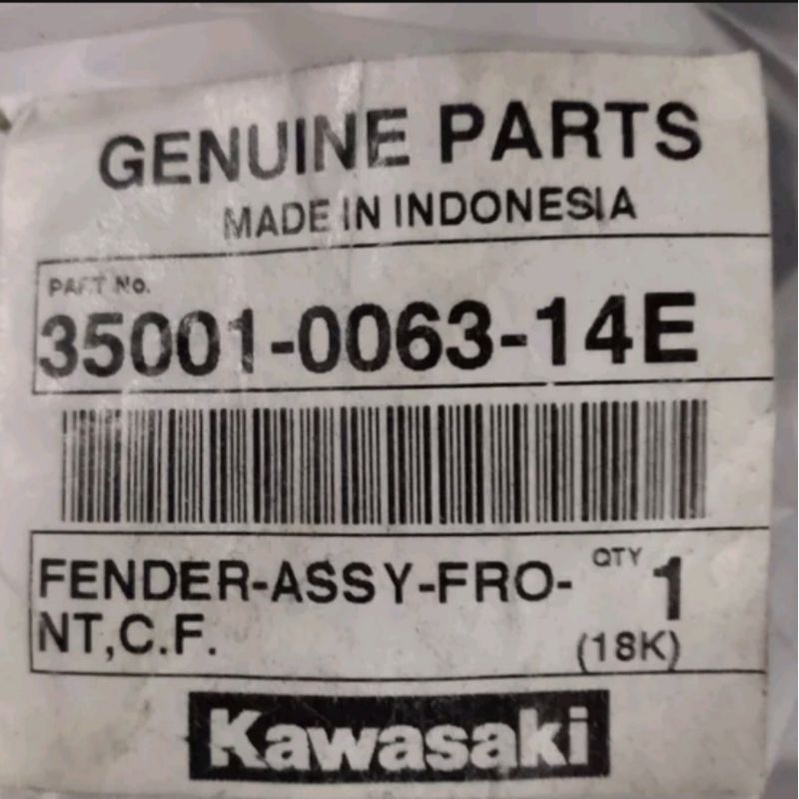 GENUINE PARTS
MADE IN INDONESIA
PART No.
35001-0063-14E
FENDER-ASSY-FRO-
NT,C.F.
QTY 1
(18K)
Kawasaki